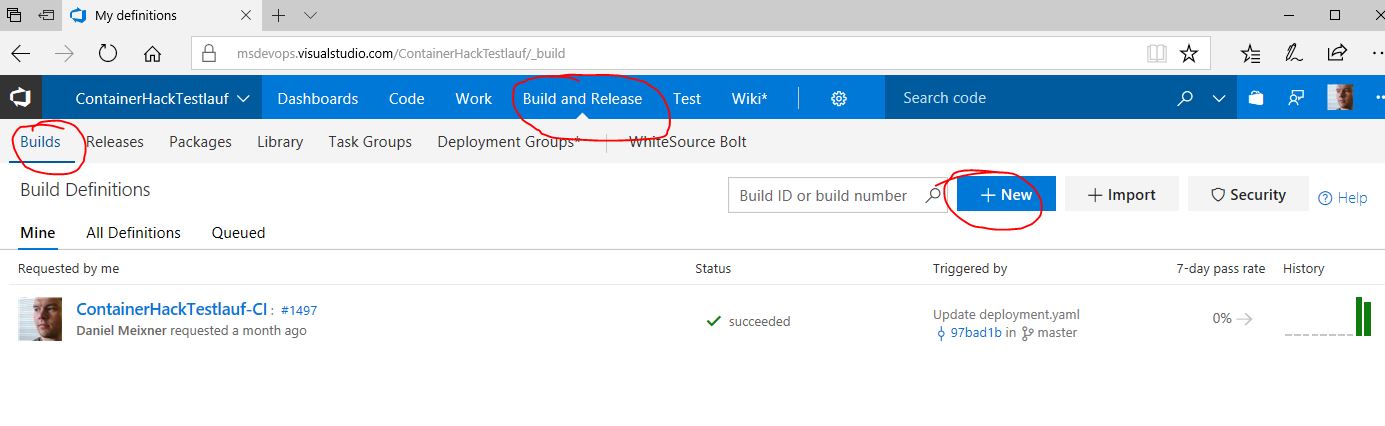 My definitions
msdevops.visualstudio.com/ContainerHackTestlauf/_build
ContainerHackTestlauf Dashboards Code Work Build and Release Test Wiki* Search code
Builds Releases Packages Library Task Groups Deployment Groups* WhiteSource Bolt
Build Definitions
Build ID or build number + New + Import Security Help
Mine All Definitions Queued
Requested by me Status Triggered by 7-day pass rate History
ContainerHackTestlauf-CI : #1497
Daniel Meixner requested a month ago
succeeded
Update deployment.yaml
97bad1b in master
0%